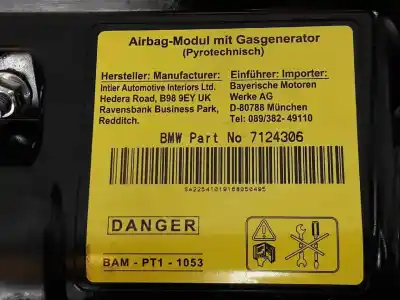 Airbag-Modul mit Gasgenerator
(Pyrotechnisch)
Hersteller: Manufacturer:
Intier Automotive Interiors Ltd.
Hedera Road, B98 9EY UK
Ravensbank Business Park,
Redditch.
Einführer: Importer:
Bayerische Motoren
Werke AG
D-80788 München
Tel: 089/382- 49110
BMW Part No 7124306
SA22541019168050495
DANGER
BAM - PT1 - 1053